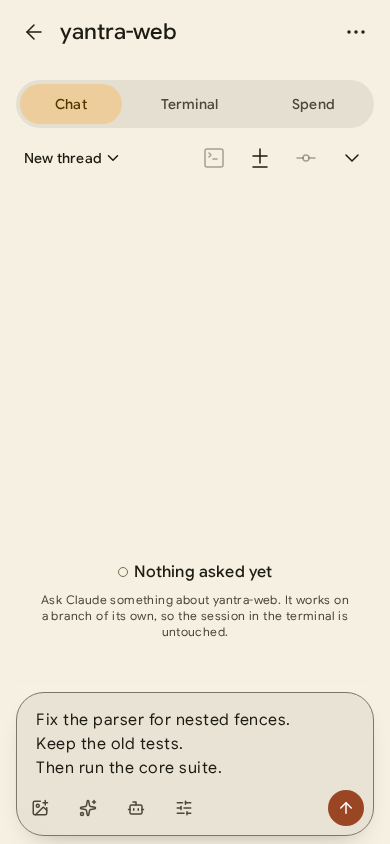 yantra-web
Chat
Terminal
Spend
New thread
Nothing asked yet
Ask Claude something about yantra-web. It works on
a branch of its own, so the session in the terminal is
untouched.
Fix the parser for nested fences.
Keep the old tests.
Then run the core suite.